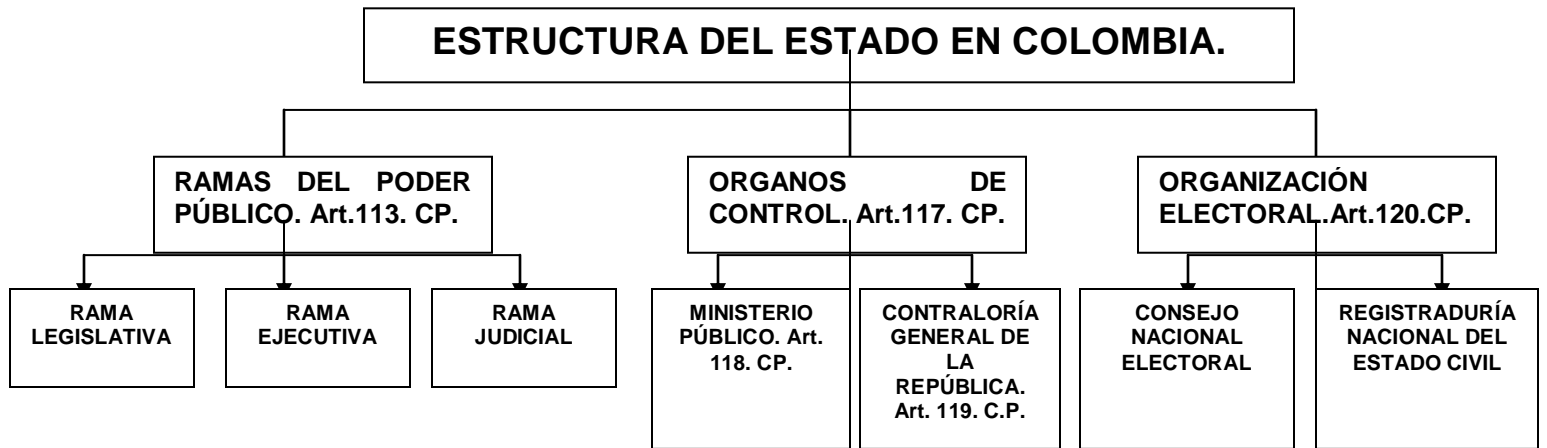 ESTRUCTURA DEL ESTADO EN COLOMBIA.
RAMAS DEL PODER
PÚBLICO. Art.113. CP.
ORGANOS DE
CONTROL. Art.117. CP.
ORGANIZACIÓN
ELECTORAL.Art.120.CP.
RAMA
LEGISLATIVA
RAMA
EJECUTIVA
RAMA
JUDICIAL
MINISTERIO
PÚBLICO. Art.
118. CP.
CONTRALORÍA
GENERAL DE
LA
REPÚBLICA.
Art. 119. C.P.
CONSEJO
NACIONAL
ELECTORAL
REGISTRADURÍA
NACIONAL DEL
ESTADO CIVIL